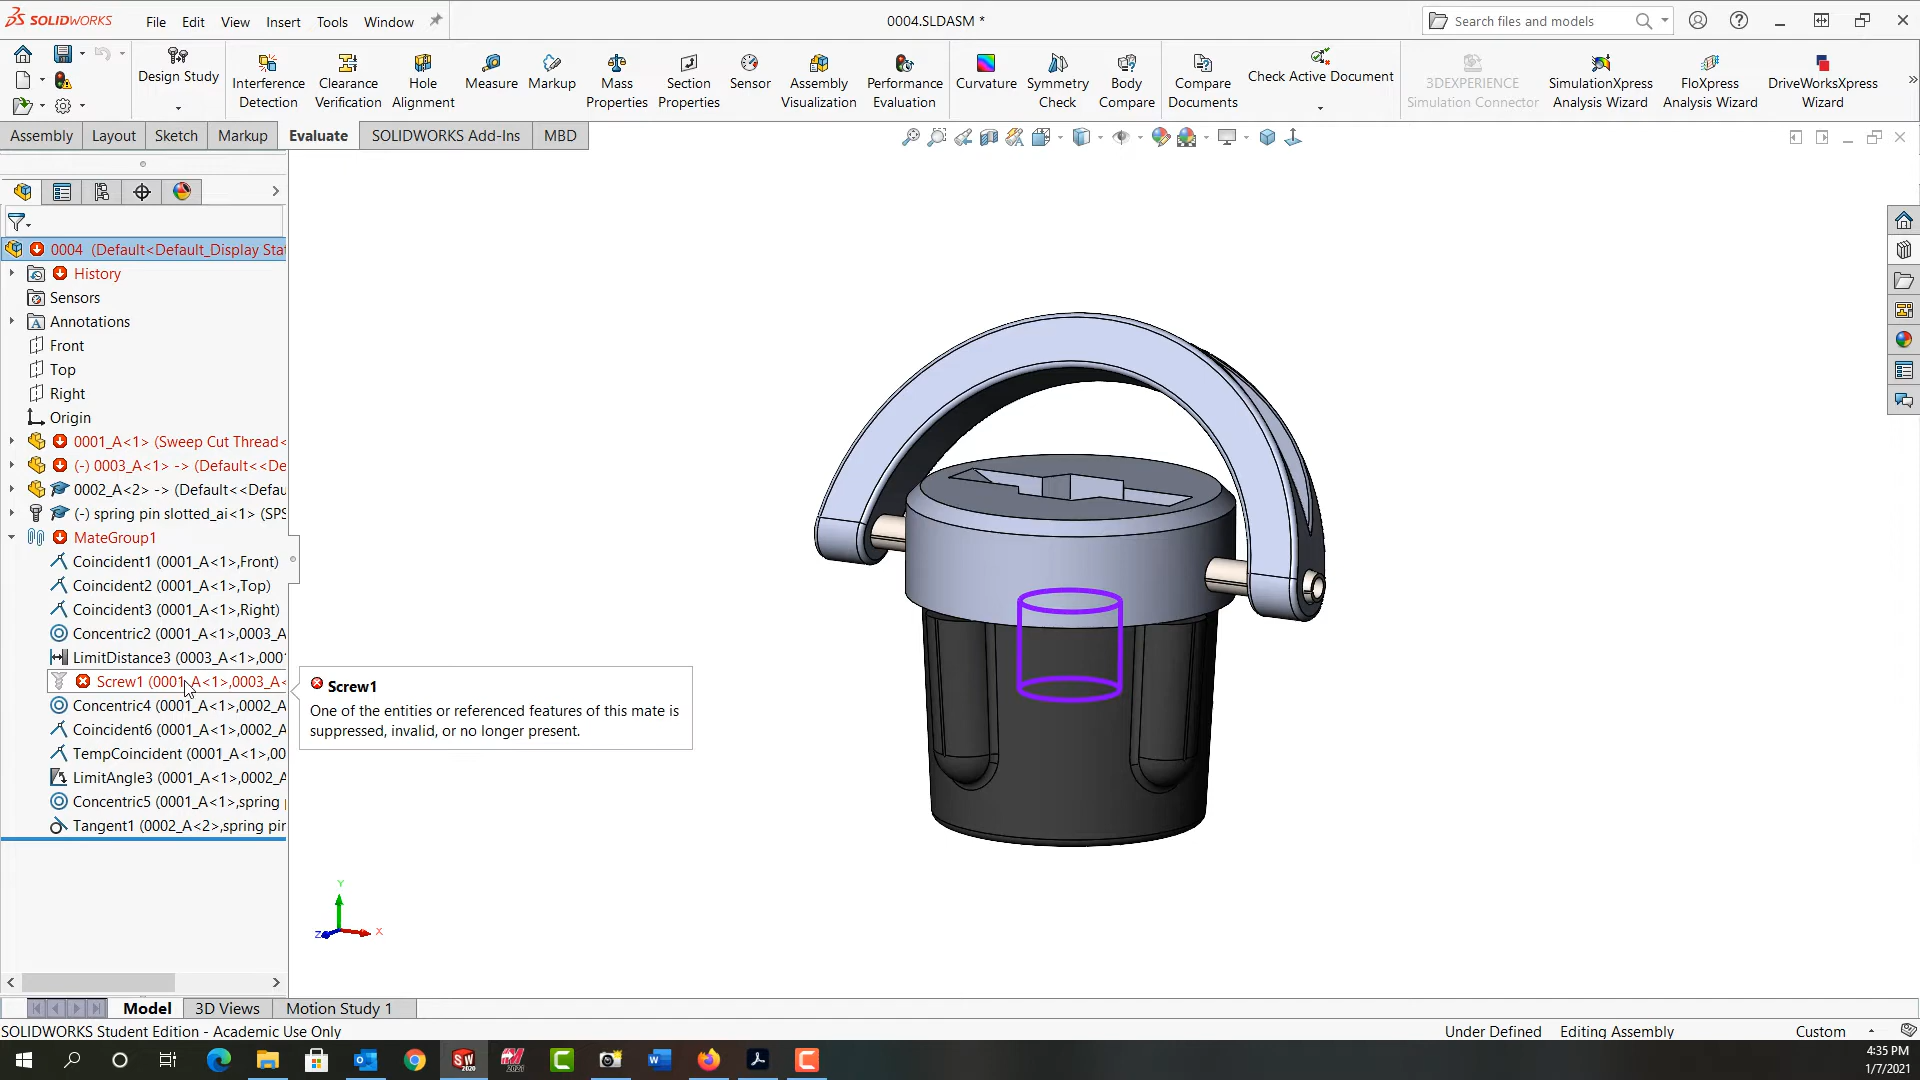 SOLIDWORKS File Edit View Insert Tools Window 0004.SLDASM * Search files and models
Design Study
Interference Detection
Clearance Verification
Hole Alignment
Measure
Markup
Mass Properties
Section Properties
Sensor
Assembly Visualization
Performance Evaluation
Curvature
Symmetry Check
Body Compare
Compare Documents
Check Active Document
3DEXPERIENCE Simulation Connector
SimulationXpress Analysis Wizard
FloXpress Analysis Wizard
DriveWorksXpress Wizard
Assembly Layout Sketch Markup Evaluate SOLIDWORKS Add-Ins MBD
0004 (Default<Default_Display Sta
History
Sensors
Annotations
Front
Top
Right
Origin
0001_A<1> (Sweep Cut Thread<
(-) 0003_A<1> -> (Default<<De
0002_A<2> -> (Default<<Defau
(-) spring pin slotted_ai<1> (SPS
MateGroup1
Coincident1 (0001_A<1>,Front)
Coincident2 (0001_A<1>,Top)
Coincident3 (0001_A<1>,Right)
Concentric2 (0001_A<1>,0003_A
LimitDistance3 (0003_A<1>,000
Screw1 (0001_A<1>,0003_A<
Concentric4 (0001_A<1>,0002_A
Coincident6 (0001_A<1>,0002_A
TempCoincident (0001_A<1>,00
LimitAngle3 (0001_A<1>,0002_A
Concentric5 (0001_A<1>,spring
Tangent1 (0002_A<2>,spring pin
Screw1
One of the entities or referenced features of this mate is
suppressed, invalid, or no longer present.
Y
Z X
Model 3D Views Motion Study 1
SOLIDWORKS Student Edition - Academic Use Only Under Defined Editing Assembly Custom
4:35 PM
1/7/2021